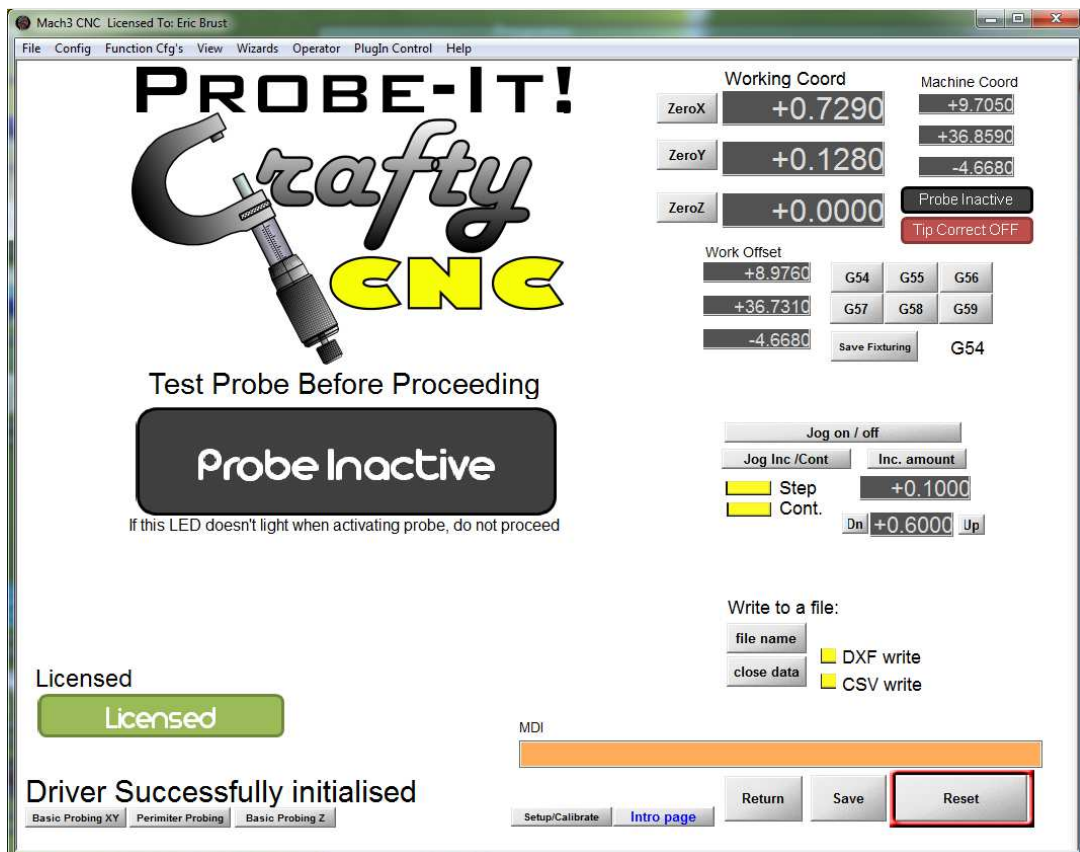 Mach3 CNC Licensed To: Eric Brust
File Config Function Cfg's View Wizards Operator PlugIn Control Help
PROBE-IT!
Crafty
CNC
Test Probe Before Proceeding
Probe Inactive
If this LED doesn't light when activating probe, do not proceed
Licensed
Licensed
Driver Successfully initialised
Basic Probing XY Perimiter Probing Basic Probing Z
Working Coord Machine Coord
ZeroX +0.7290 +9.7050
+36.8590
ZeroY +0.1280 -4.6680
ZeroZ +0.0000 Probe Inactive
Tip Correct OFF
Work Offset
+8.9760 G54 G55 G56
+36.7310 G57 G58 G59
-4.6680 Save Fixturing G54
Jog on / off
Jog Inc /Cont Inc. amount
Step +0.1000
Cont.
Dn +0.6000 Up
Write to a file:
file name
DXF write
close data
CSV write
MDI
Return Save Reset
Setup/Calibrate Intro page